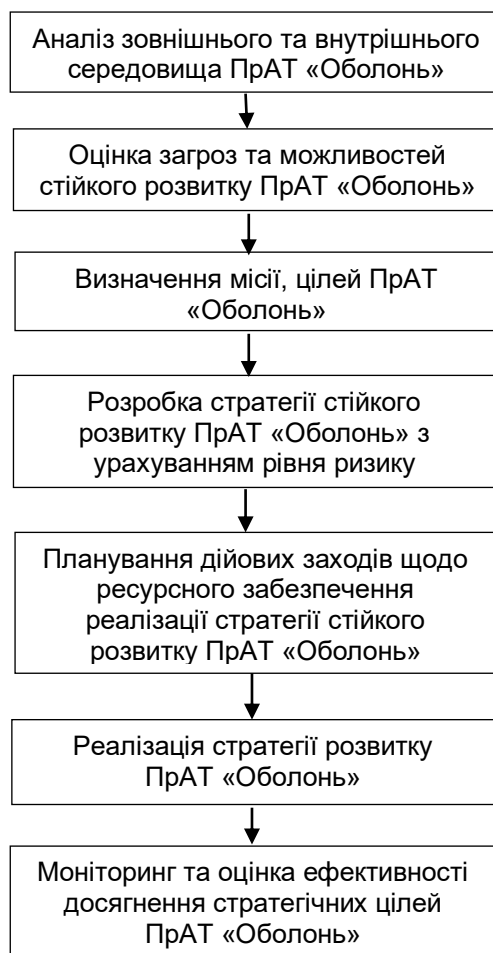 Аналіз зовнішнього та внутрішнього
середовища ПрАТ «Оболонь»
Оцінка загроз та можливостей
стійкого розвитку ПрАТ «Оболонь»
Визначення місії, цілей ПрАТ
«Оболонь»
Розробка стратегії стійкого
розвитку ПрАТ «Оболонь» з
урахуванням рівня ризику
Планування дійових заходів щодо
ресурсного забезпечення
реалізації стратегії стійкого
розвитку ПрАТ «Оболонь»
Реалізація стратегії розвитку
ПрАТ «Оболонь»
Моніторинг та оцінка ефективності
досягнення стратегічних цілей
ПрАТ «Оболонь»